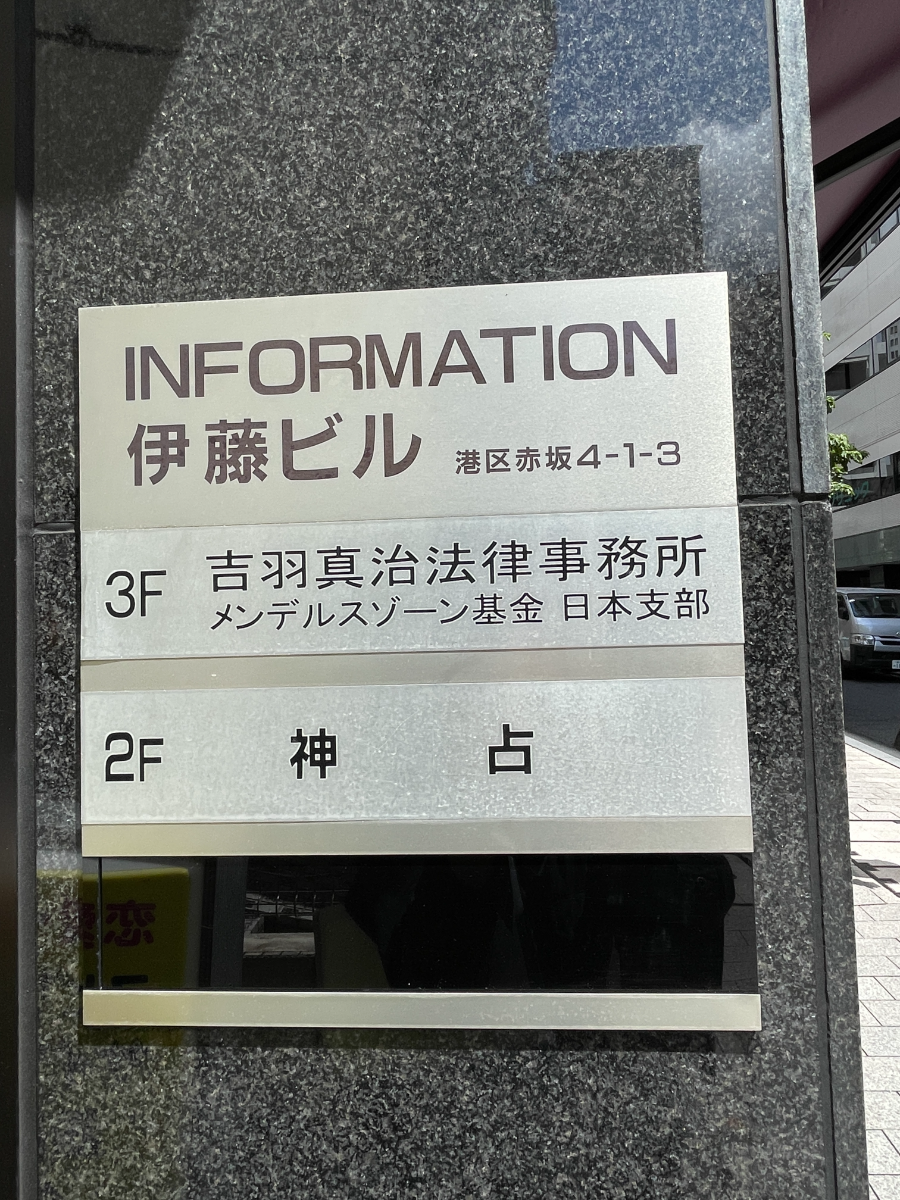 INFORMATION
伊藤ビル 港区赤坂4-1-3
3F 吉羽真治法律事務所
メンデルスゾーン基金 日本支部
2F 神占